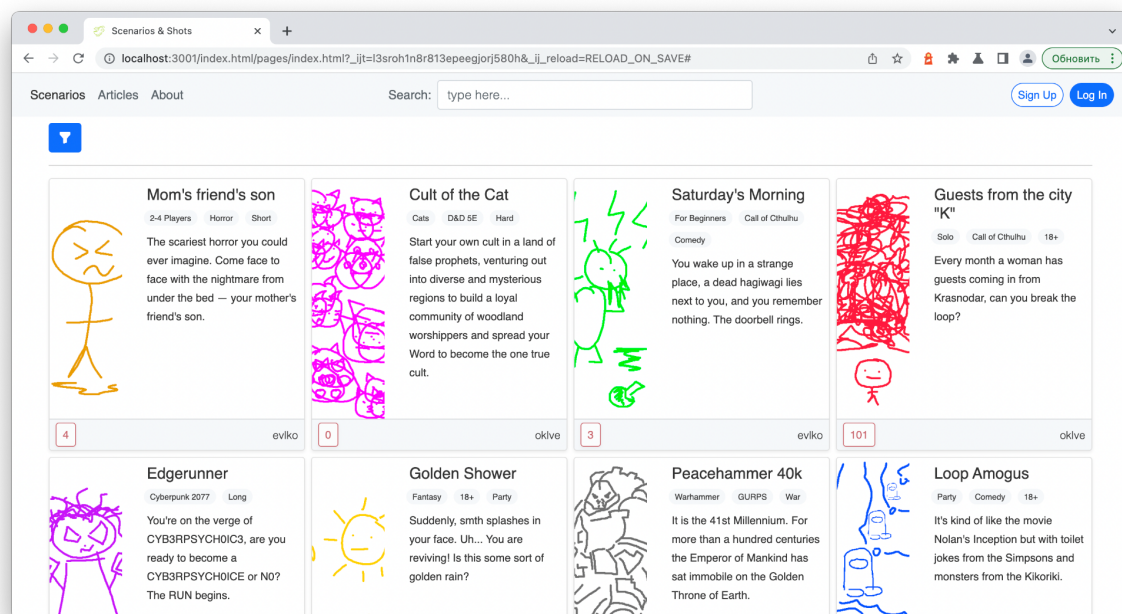 Scenarios & Shots
localhost:3001/index.html/pages/index.html?_ijt=l3sroh1n8r813epeegjorj580h&_ij_reload=RELOAD_ON_SAVE#
Обновить
Scenarios Articles About Search: type here... Sign Up Log In
Mom's friend's son
2-4 Players Horror Short
The scariest horror you could
ever imagine. Come face to
face with the nightmare from
under the bed — your mother's
friend's son.
4 evlko
Cult of the Cat
Cats D&D 5E Hard
Start your own cult in a land of
false prophets, venturing out
into diverse and mysterious
regions to build a loyal
community of woodland
worshippers and spread your
Word to become the one true
cult.
0 oklve
Saturday's Morning
For Beginners Call of Cthulhu
Comedy
You wake up in a strange
place, a dead hagiwagi lies
next to you, and you remember
nothing. The doorbell rings.
3 evlko
Guests from the city
"K"
Solo Call of Cthulhu 18+
Every month a woman has
guests coming in from
Krasnodar, can you break the
loop?
101 oklve
Edgerunner
Cyberpunk 2077 Long
You're on the verge of
CYB3RPSYCH0IC3, are you
ready to become a
CYB3RPSYCH0ICE or N0?
The RUN begins.
Golden Shower
Fantasy 18+ Party
Suddenly, smth splashes in
your face. Uh... You are
reviving! Is this some sort of
golden rain?
Peacehammer 40k
Warhammer GURPS War
It is the 41st Millennium. For
more than a hundred centuries
the Emperor of Mankind has
sat immobile on the Golden
Throne of Earth.
Loop Amogus
Party Comedy 18+
It's kind of like the movie
Nolan's Inception but with toilet
jokes from the Simpsons and
monsters from the Kikoriki.